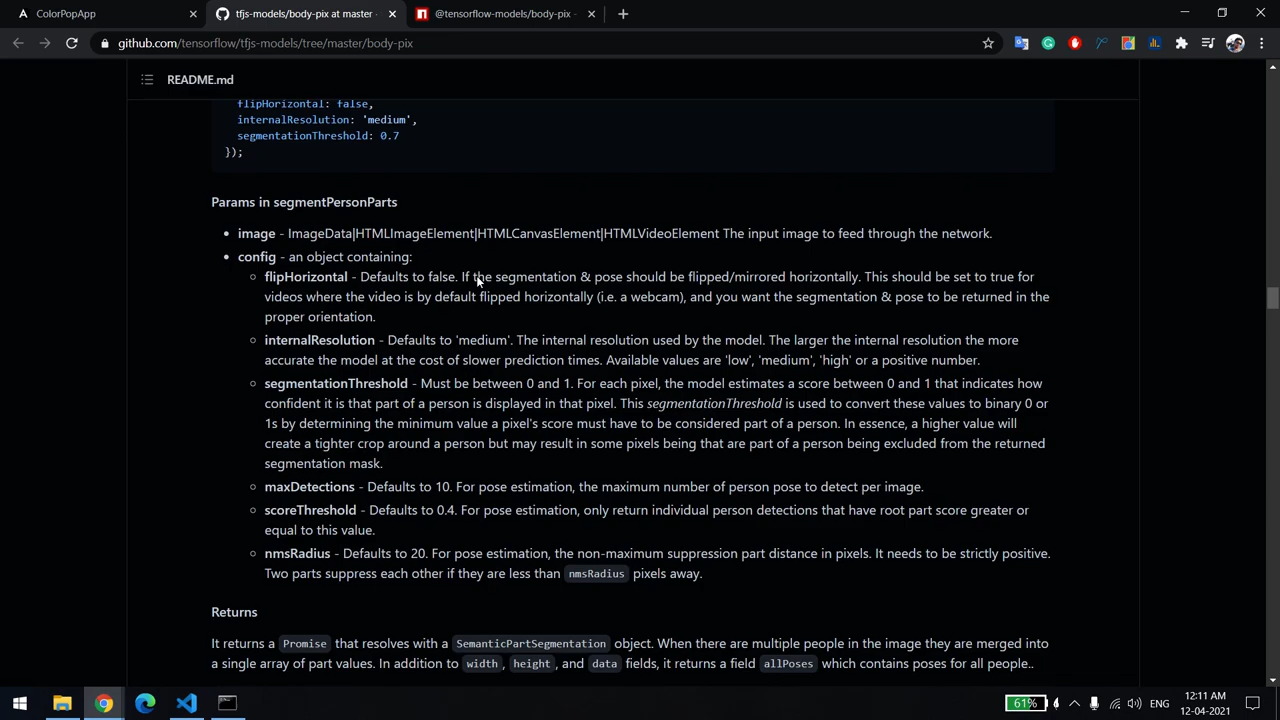 ColorPopApp
tfjs-models/body-pix at master ·
@tensorflow-models/body-pix -
github.com/tensorflow/tfjs-models/tree/master/body-pix
README.md
flipHorizontal: false,
internalResolution: 'medium',
segmentationThreshold: 0.7
});
Params in segmentPersonParts
• image - ImageData|HTMLImageElement|HTMLCanvasElement|HTMLVideoElement The input image to feed through the network.
• config - an object containing:
◦ flipHorizontal - Defaults to false. If the segmentation & pose should be flipped/mirrored horizontally. This should be set to true for
videos where the video is by default flipped horizontally (i.e. a webcam), and you want the segmentation & pose to be returned in the
proper orientation.
◦ internalResolution - Defaults to 'medium'. The internal resolution used by the model. The larger the internal resolution the more
accurate the model at the cost of slower prediction times. Available values are 'low', 'medium', 'high' or a positive number.
◦ segmentationThreshold - Must be between 0 and 1. For each pixel, the model estimates a score between 0 and 1 that indicates how
confident it is that part of a person is displayed in that pixel. This segmentationThreshold is used to convert these values to binary 0 or
1s by determining the minimum value a pixel's score must have to be considered part of a person. In essence, a higher value will
create a tighter crop around a person but may result in some pixels being that are part of a person being excluded from the returned
segmentation mask.
◦ maxDetections - Defaults to 10. For pose estimation, the maximum number of person pose to detect per image.
◦ scoreThreshold - Defaults to 0.4. For pose estimation, only return individual person detections that have root part score greater or
equal to this value.
◦ nmsRadius - Defaults to 20. For pose estimation, the non-maximum suppression part distance in pixels. It needs to be strictly positive.
Two parts suppress each other if they are less than nmsRadius pixels away.
Returns
It returns a Promise that resolves with a SemanticPartSegmentation object. When there are multiple people in the image they are merged into
a single array of part values. In addition to width, height, and data fields, it returns a field allPoses which contains poses for all people..
61%
ENG
12:11 AM
12-04-2021